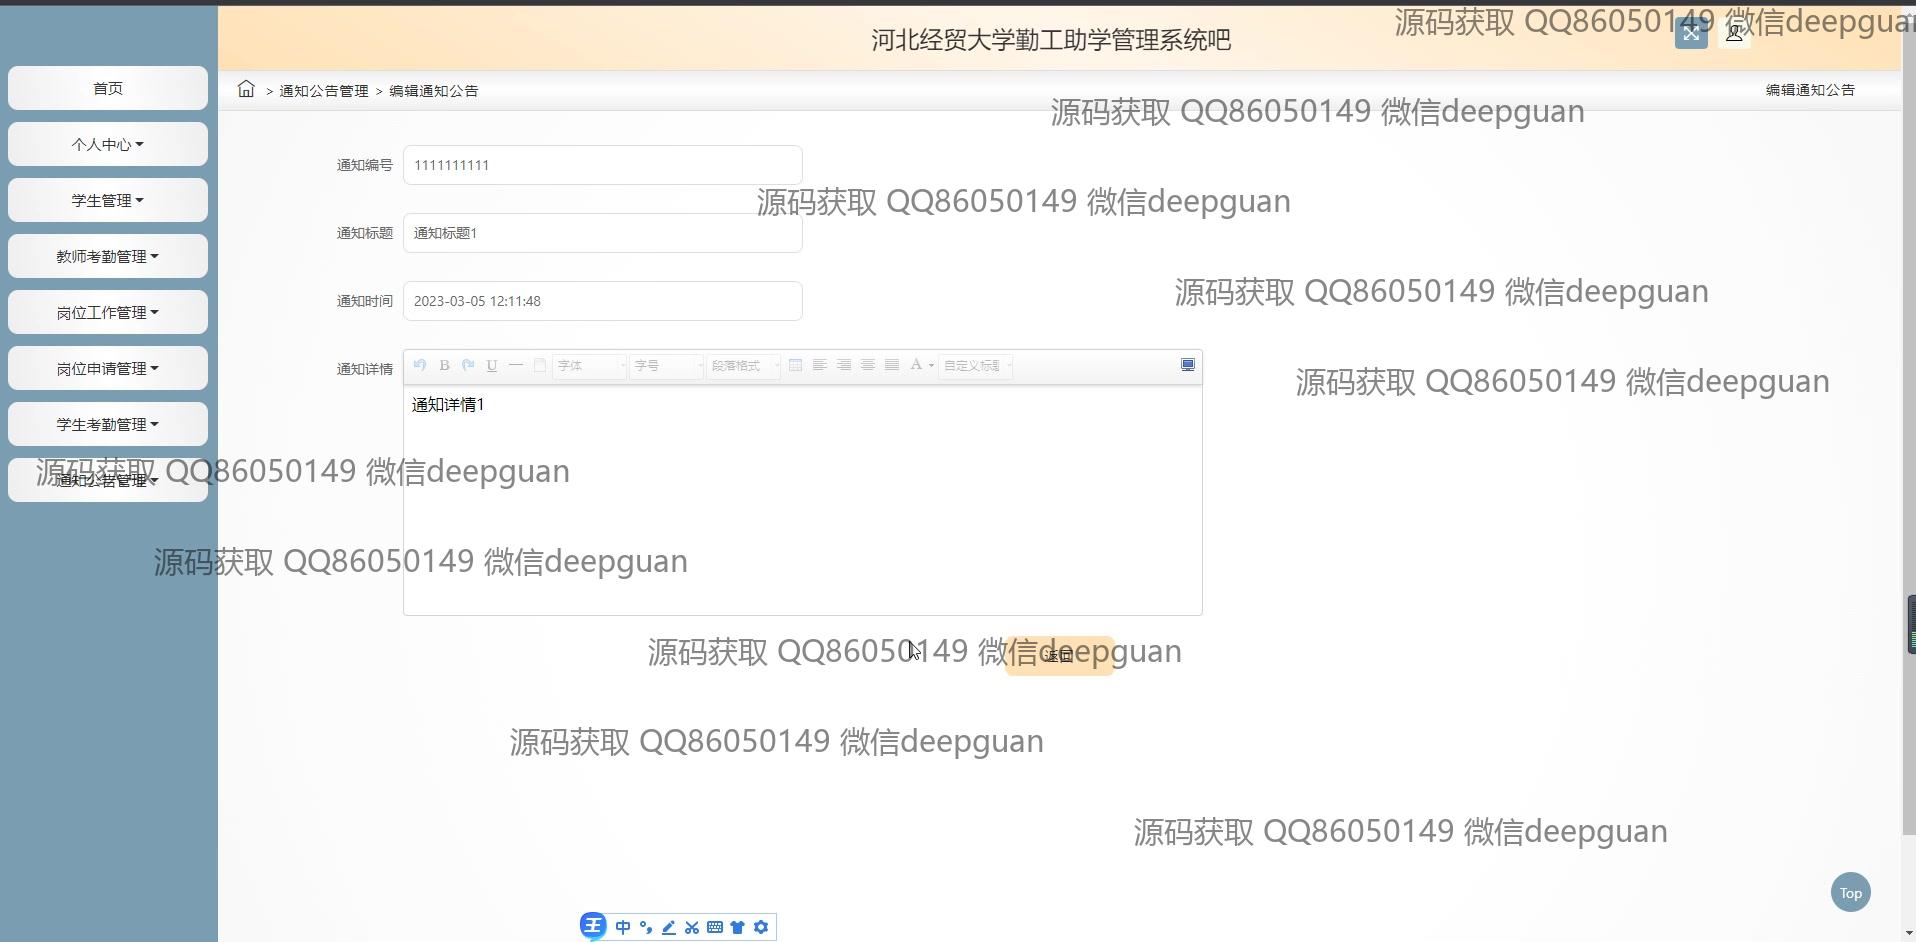 河北经贸大学勤工助学管理系统吧
源码获取 QQ86050149 微信deepguan
首页
> 通知公告管理 > 编辑通知公告
编辑通知公告
源码获取 QQ86050149 微信deepguan
个人中心
通知编号 1111111111
学生管理
源码获取 QQ86050149 微信deepguan
通知标题 通知标题1
教师考勤管理
源码获取 QQ86050149 微信deepguan
通知时间 2023-03-05 12:11:48
岗位工作管理
通知详情 B U 字体 字号 段落格式 A 自定义标题
岗位申请管理
源码获取 QQ86050149 微信deepguan
通知详情1
学生考勤管理
源码获取 QQ86050149 微信deepguan
通知公告管理
源码获取 QQ86050149 微信deepguan
源码获取 QQ86050149 微信deepguan
返回
源码获取 QQ86050149 微信deepguan
源码获取 QQ86050149 微信deepguan
Top
王 中